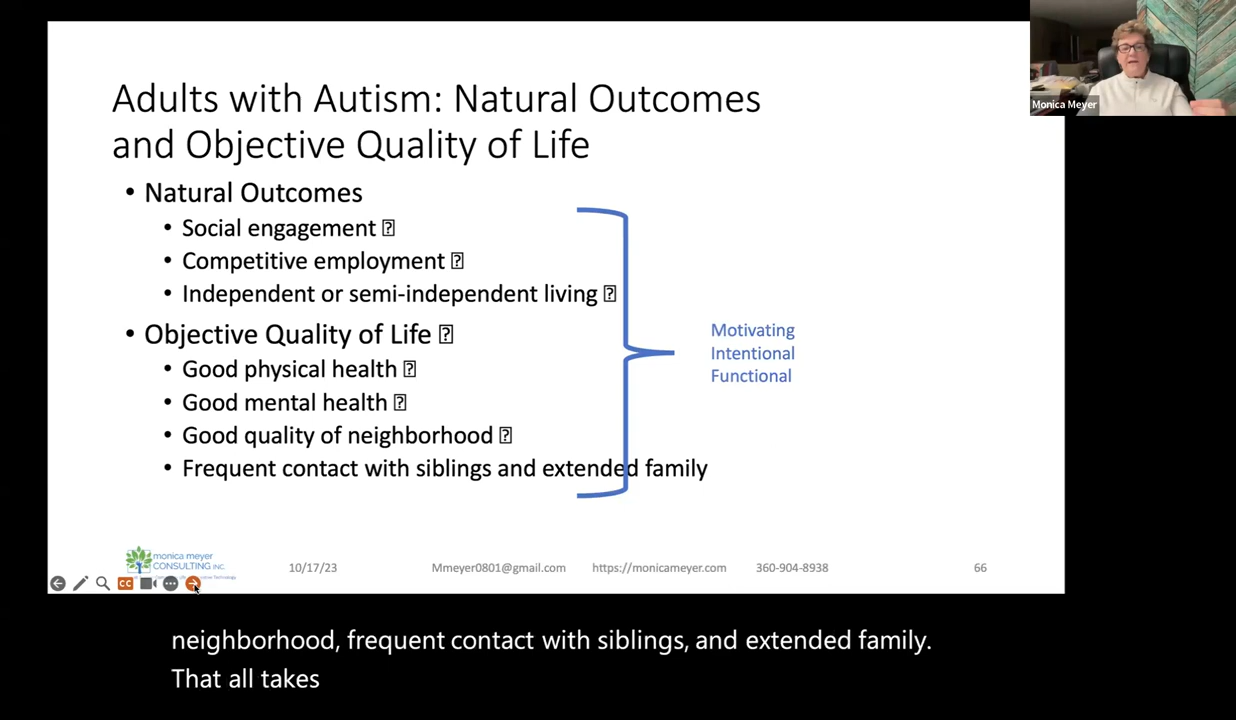 Adults with Autism: Natural Outcomes
and Objective Quality of Life
• Natural Outcomes
• Social engagement ⍰
• Competitive employment ⍰
• Independent or semi-independent living ⍰
• Objective Quality of Life ⍰
• Good physical health ⍰
• Good mental health ⍰
• Good quality of neighborhood ⍰
• Frequent contact with siblings and extended family
Motivating
Intentional
Functional
Monica Meyer
monica meyer
CONSULTING INC.
10/17/23
Mmeyer0801@gmail.com
https://monicameyer.com
360-904-8938
66
CC
neighborhood, frequent contact with siblings, and extended family.
That all takes